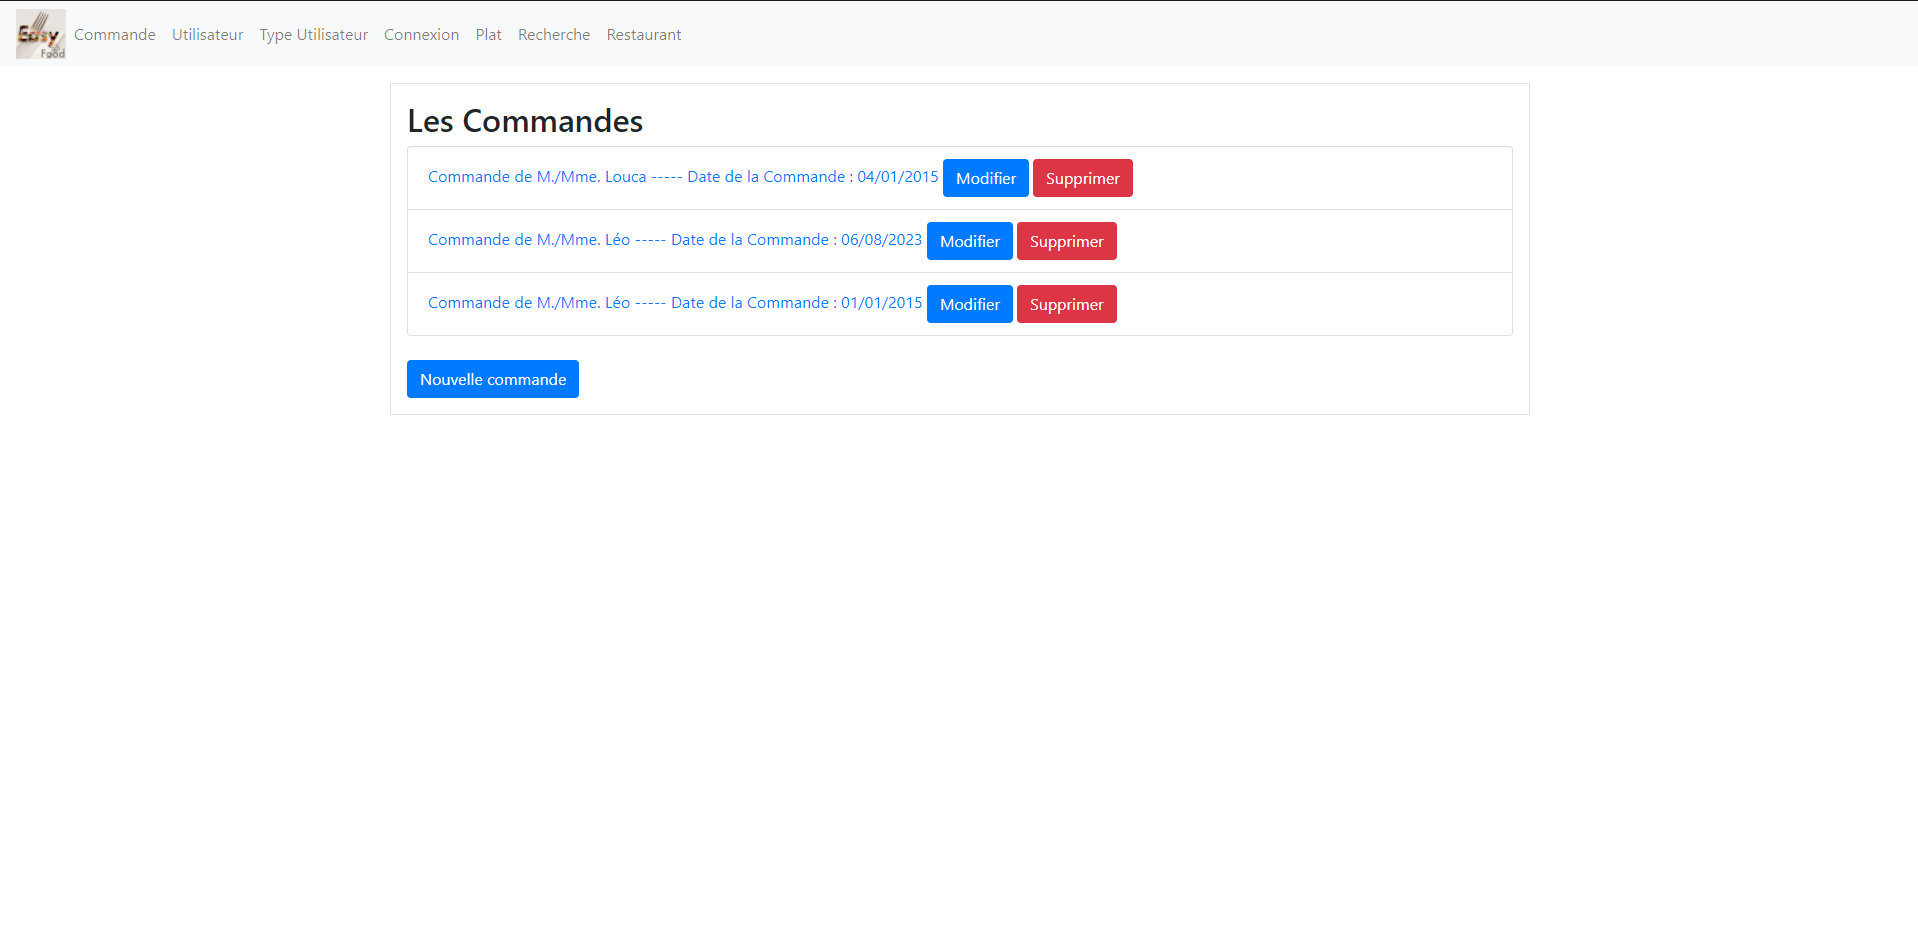 Easy
Food
Commande Utilisateur Type Utilisateur Connexion Plat Recherche Restaurant
Les Commandes
Commande de M./Mme. Louca ----- Date de la Commande : 04/01/2015 Modifier Supprimer
Commande de M./Mme. Léo ----- Date de la Commande : 06/08/2023 Modifier Supprimer
Commande de M./Mme. Léo ----- Date de la Commande : 01/01/2015 Modifier Supprimer
Nouvelle commande